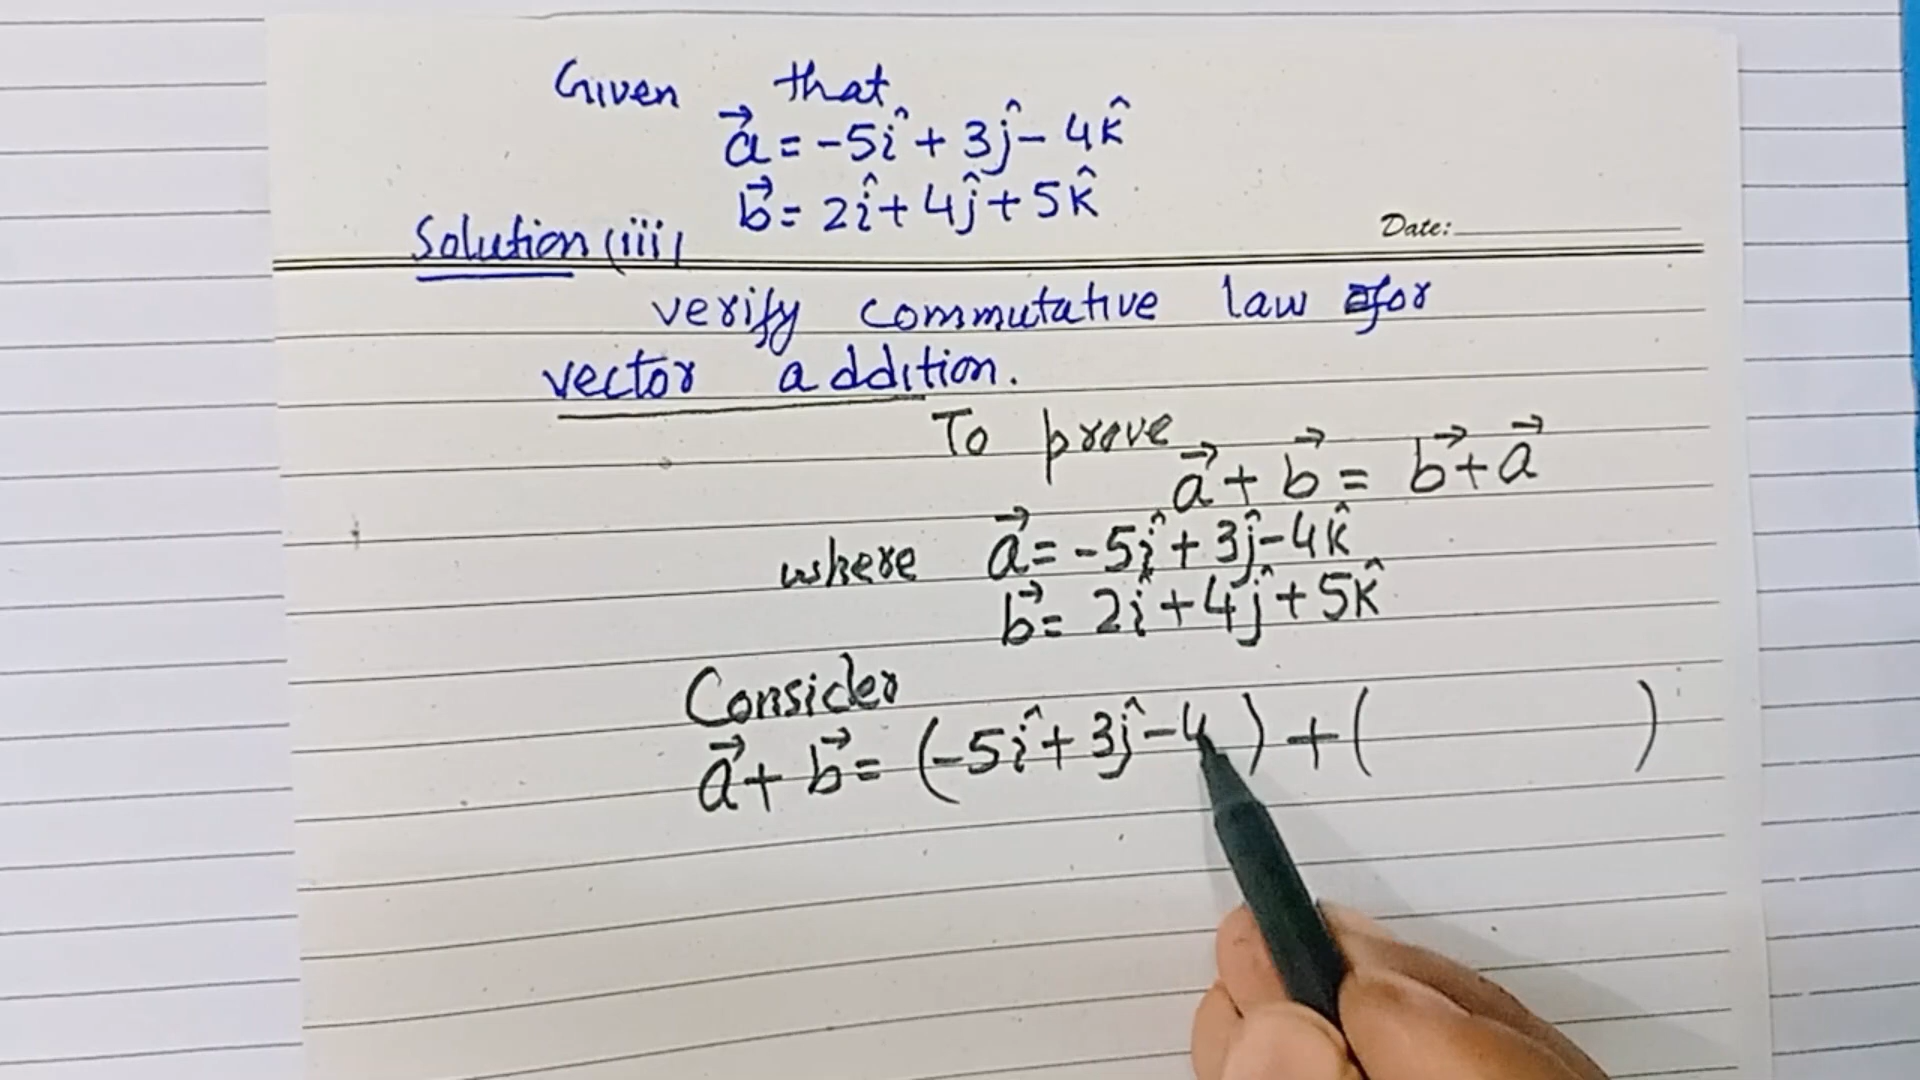 Given that
a⃗ = -5î + 3ĵ - 4k̂
b⃗ = 2î + 4ĵ + 5k̂
Solution (iii)
Date:
verify commutative law for
vector addition.
To prove
a⃗ + b⃗ = b⃗ + a⃗
where a⃗ = -5î + 3ĵ - 4k̂
b⃗ = 2î + 4ĵ + 5k̂
Consider
a⃗ + b⃗ = (-5î + 3ĵ - 4 ) + ( )